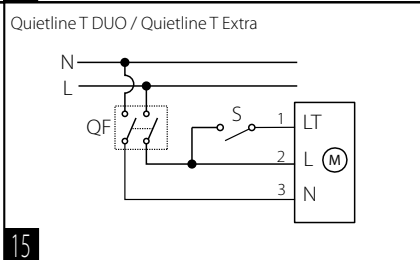 Quietline T DUO / Quietline T Extra
N
L
QF
S
1 LT
2 L M
3 N
15